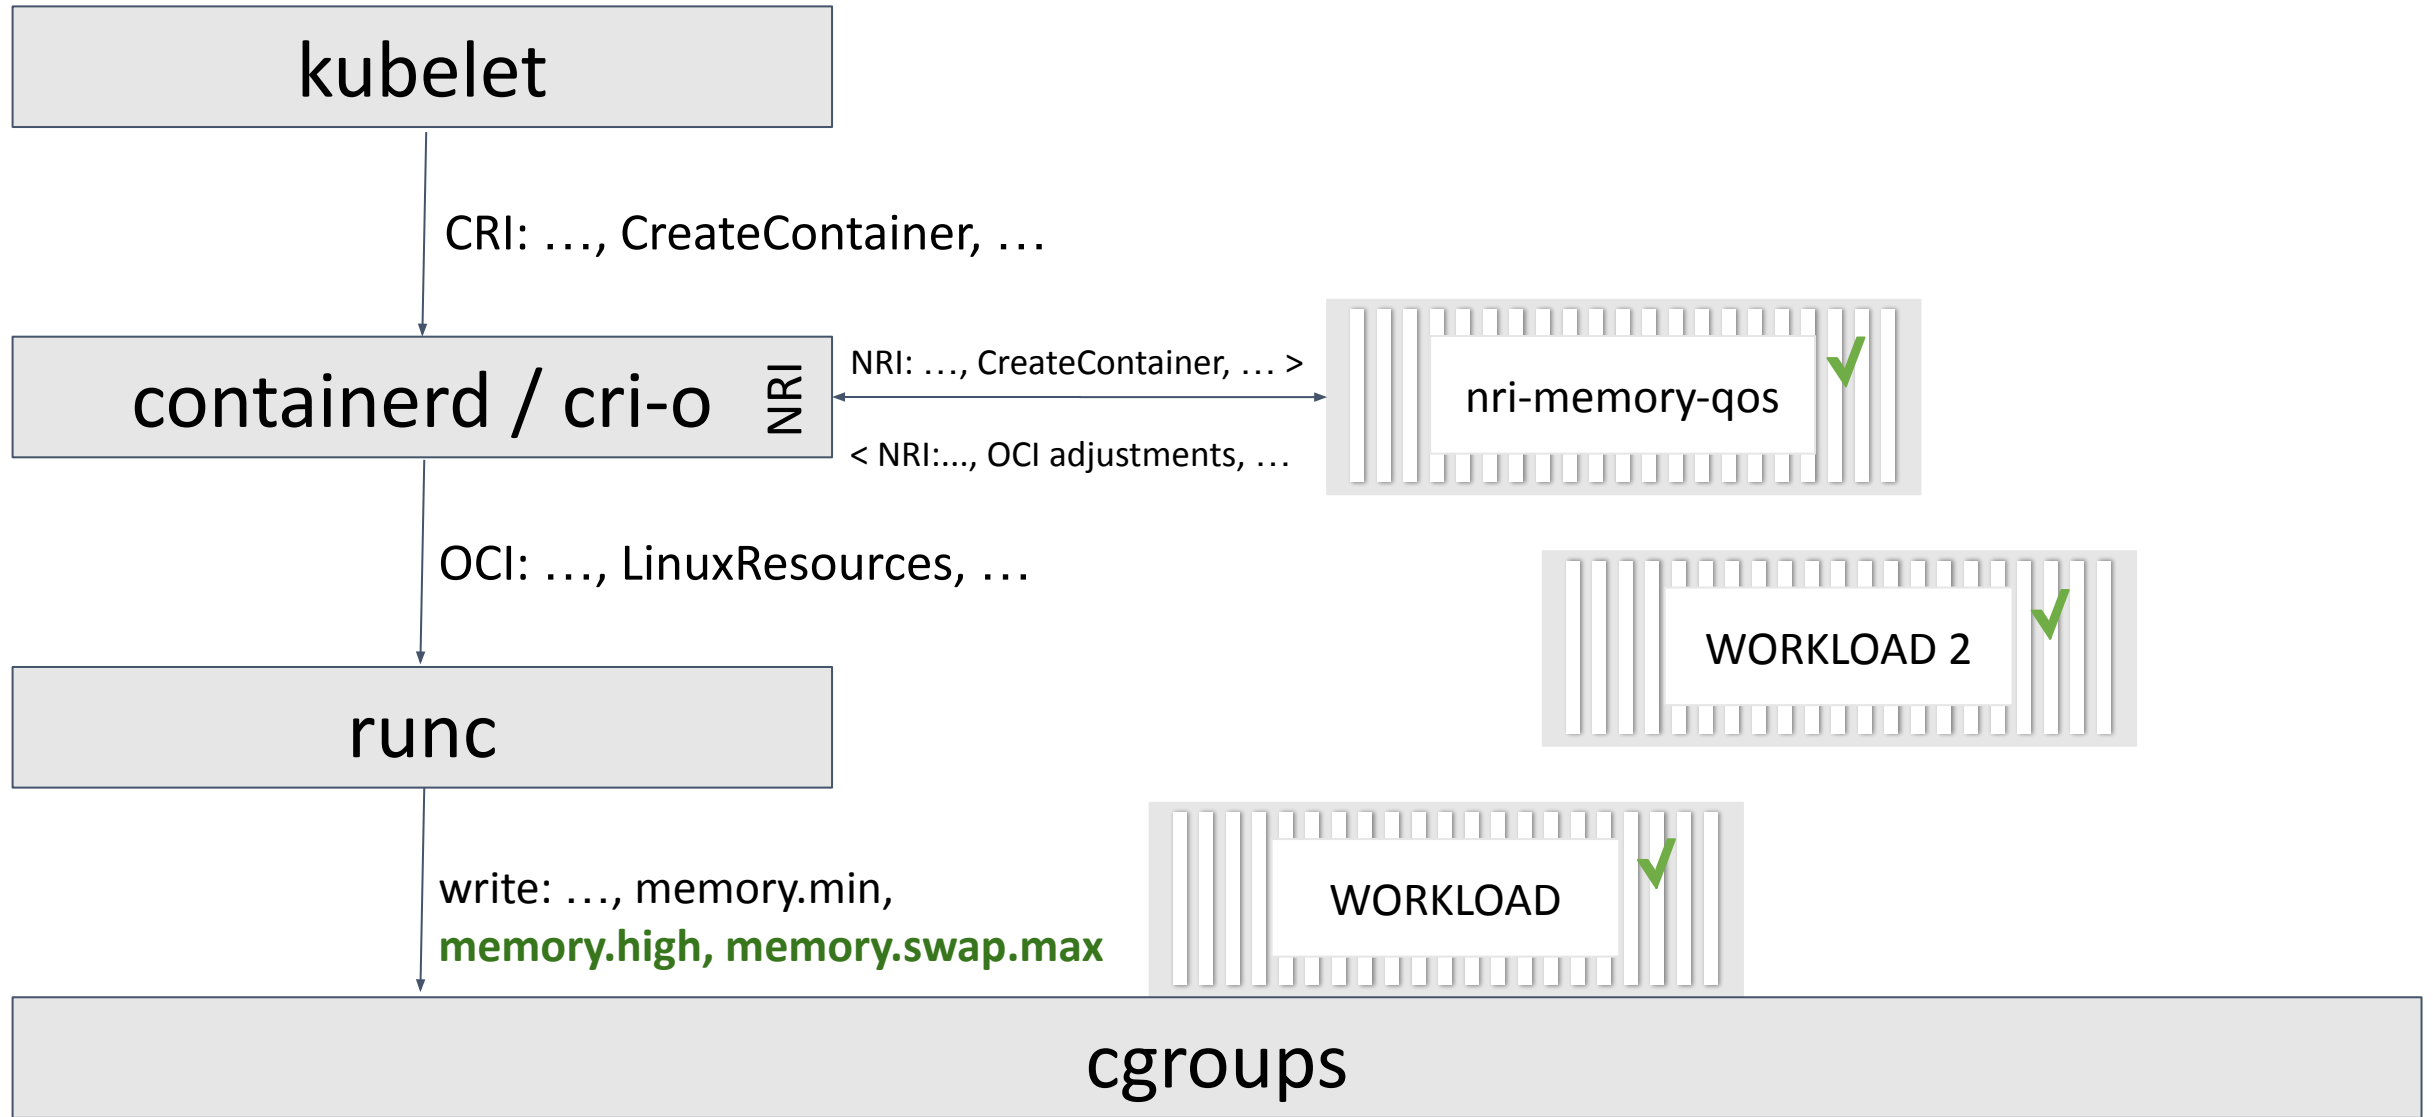 kubelet
CRI: …, CreateContainer, …
containerd / cri-o
NRI
NRI: …, CreateContainer, … >
< NRI:..., OCI adjustments, …
nri-memory-qos
OCI: …, LinuxResources, …
WORKLOAD 2
runc
write: …, memory.min,
memory.high, memory.swap.max
WORKLOAD
cgroups